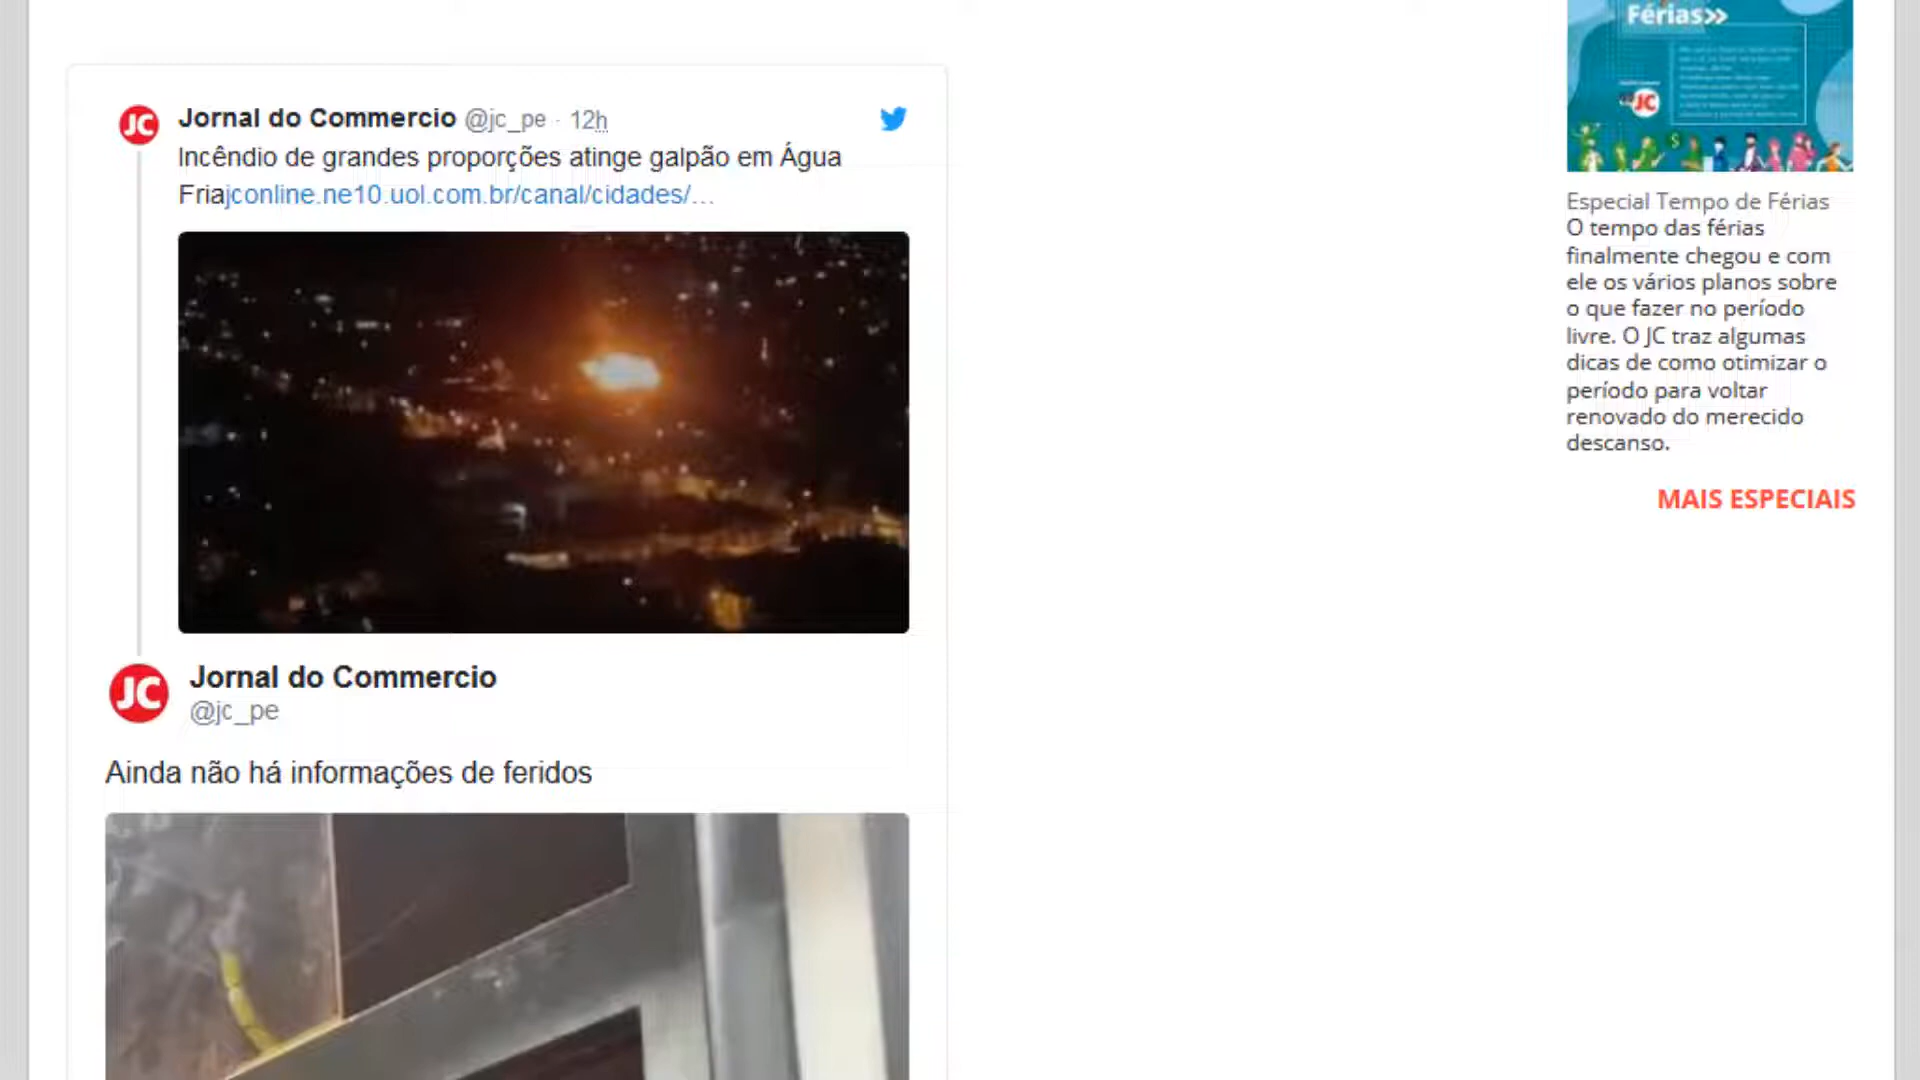 Férias»
JC
Jornal do Commercio @jc_pe · 12h
Incêndio de grandes proporções atinge galpão em Água
Friajconline.ne10.uol.com.br/canal/cidades/…
JC
Jornal do Commercio
@jc_pe
Ainda não há informações de feridos
JC
Especial Tempo de Férias
O tempo das férias
finalmente chegou e com
ele os vários planos sobre
o que fazer no período
livre. O JC traz algumas
dicas de como otimizar o
período para voltar
renovado do merecido
descanso.
MAIS ESPECIAIS